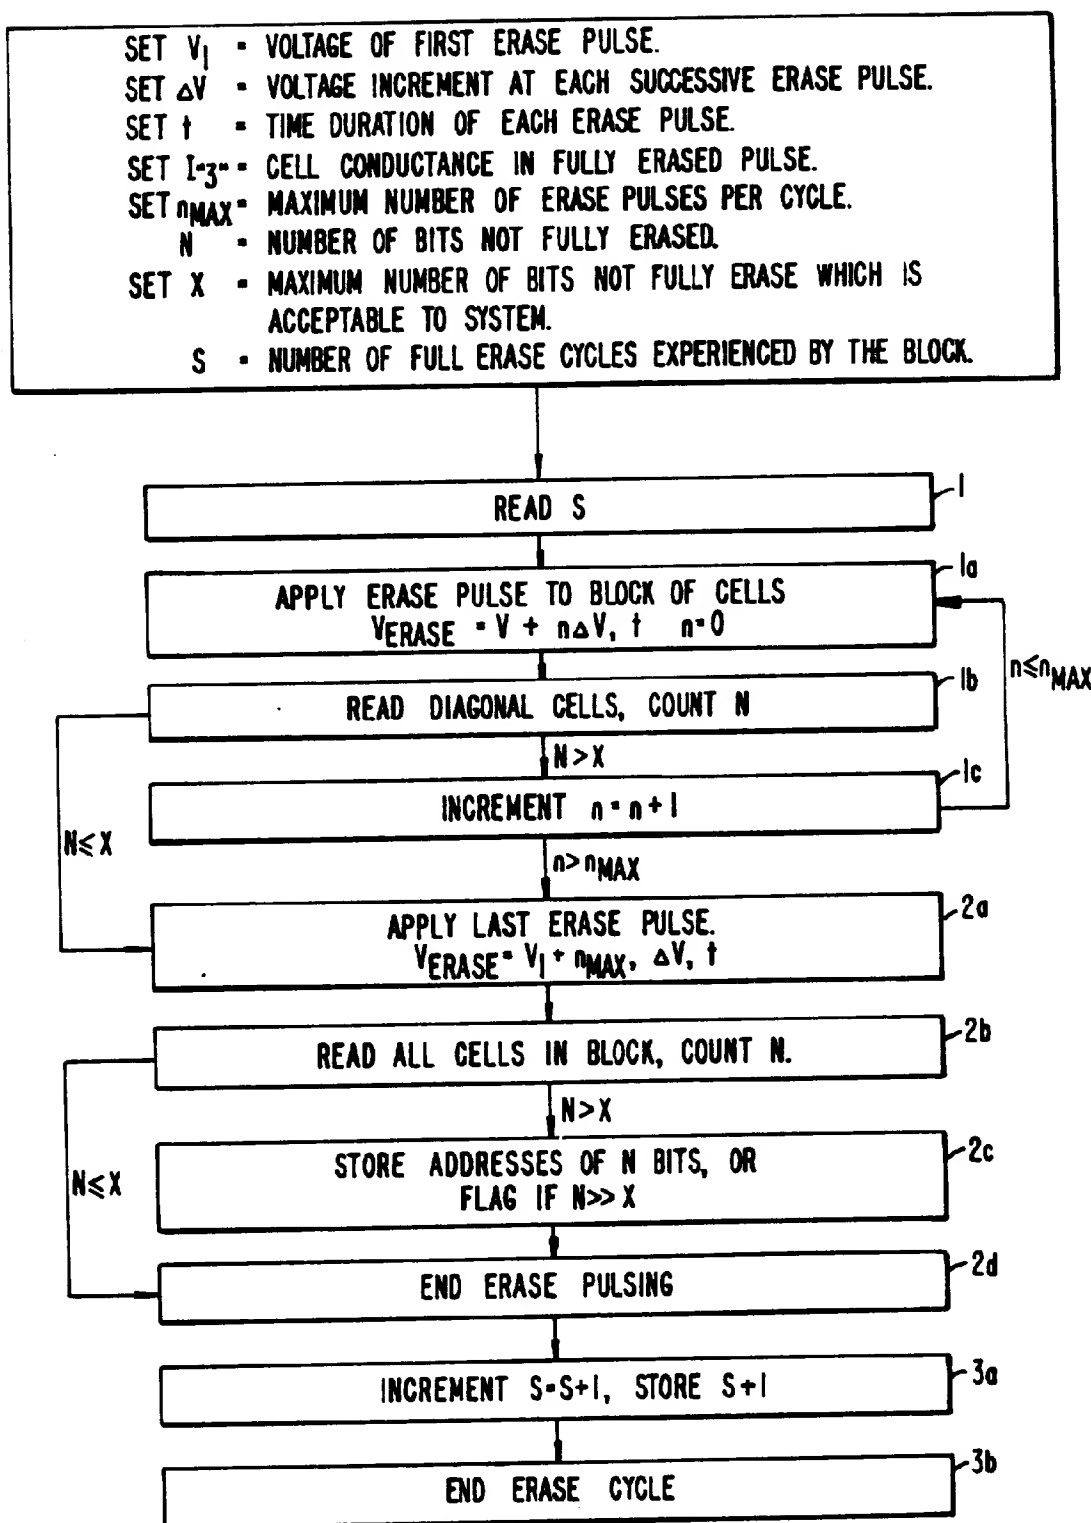 SET V1 = VOLTAGE OF FIRST ERASE PULSE.
SET ΔV = VOLTAGE INCREMENT AT EACH SUCCESSIVE ERASE PULSE.
SET t = TIME DURATION OF EACH ERASE PULSE.
SET I"3" = CELL CONDUCTANCE IN FULLY ERASED PULSE.
SET nMAX = MAXIMUM NUMBER OF ERASE PULSES PER CYCLE.
N = NUMBER OF BITS NOT FULLY ERASED.
SET X = MAXIMUM NUMBER OF BITS NOT FULLY ERASE WHICH IS
ACCEPTABLE TO SYSTEM.
S = NUMBER OF FULL ERASE CYCLES EXPERIENCED BY THE BLOCK.
1
READ S
1a
APPLY ERASE PULSE TO BLOCK OF CELLS
VERASE = V + nΔV, t n=0
n≤nMAX
1b
READ DIAGONAL CELLS, COUNT N
N>X
1c
INCREMENT n=n+1
N≤X
n>nMAX
2a
APPLY LAST ERASE PULSE.
VERASE= V1 + nMAX, ΔV, t
2b
READ ALL CELLS IN BLOCK, COUNT N.
N>X
2c
STORE ADDRESSES OF N BITS, OR
FLAG IF N>>X
N≤X
2d
END ERASE PULSING
3a
INCREMENT S=S+1, STORE S+1
3b
END ERASE CYCLE